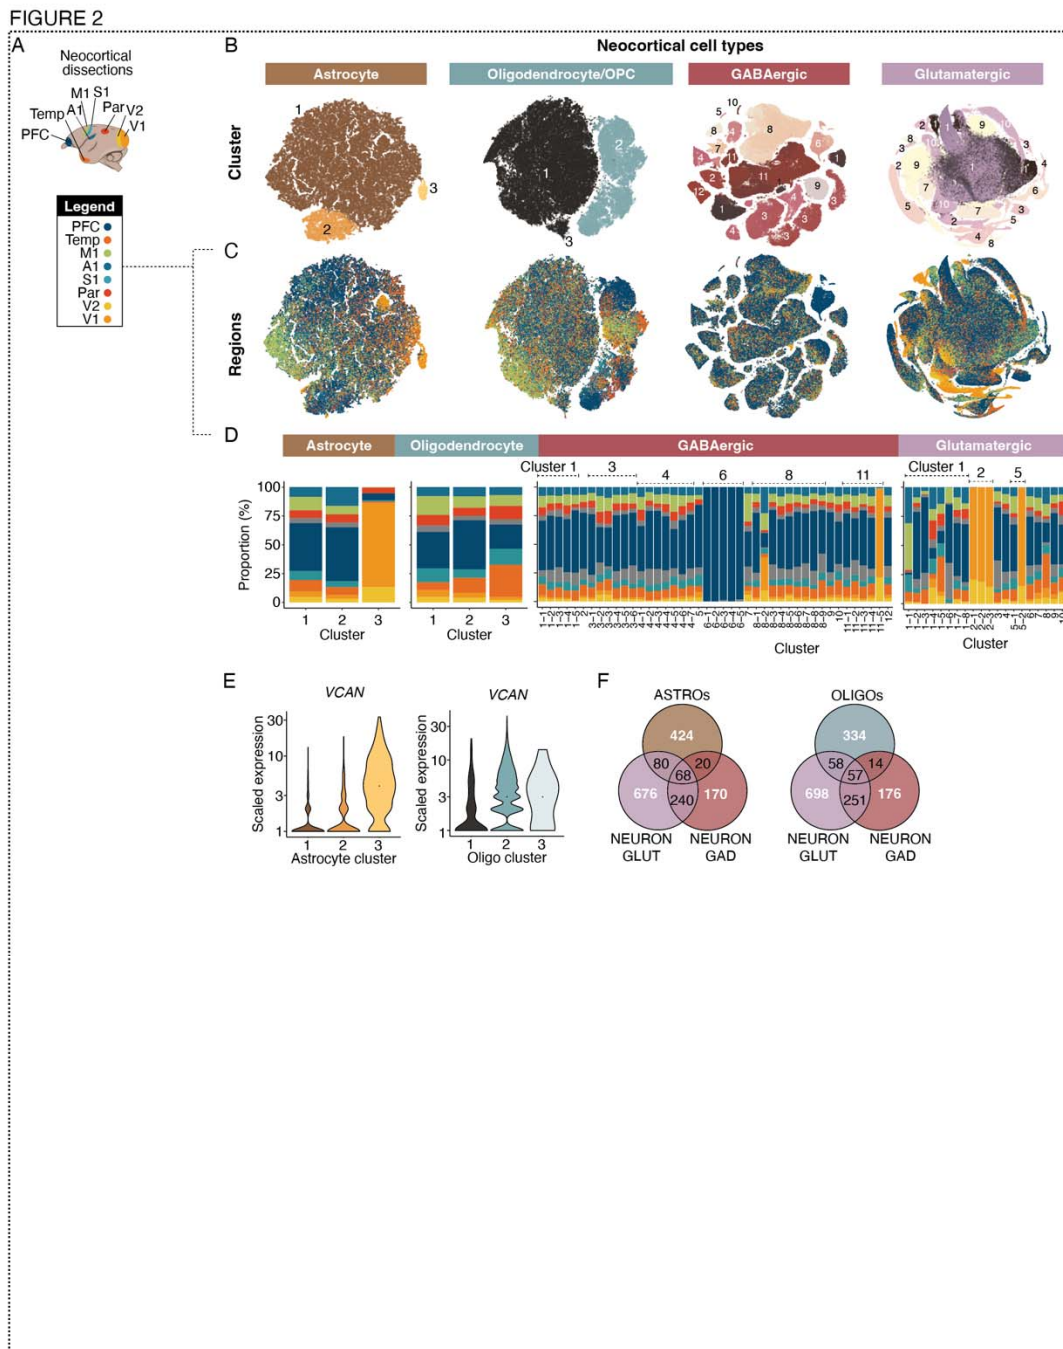 FIGURE 2
A
Neocortical
dissections
M1 S1
Temp A1 Par V2
PFC V1
Legend
PFC
Temp
M1
A1
S1
Par
V2
V1
B
Neocortical cell types
Astrocyte Oligodendrocyte/OPC GABAergic Glutamatergic
Cluster
1
2
3
1
2
3
C
Regions
D
Astrocyte Oligodendrocyte GABAergic Glutamatergic
Cluster 1 3 4 6 8 11 Cluster 1 2 5
Proportion (%)
100
75
50
25
0
1 2 3
Cluster
1 2 3
Cluster
Cluster
E
VCAN
Scaled expression
30
10
3
1
1 2 3
Astrocyte cluster
VCAN
Scaled expression
30
10
3
1
1 2 3
Oligo cluster
F
ASTROs
424
80 20
68
676 240 170
NEURON NEURON
GLUT GAD
OLIGOs
334
58 14
57
698 251 176
NEURON NEURON
GLUT GAD